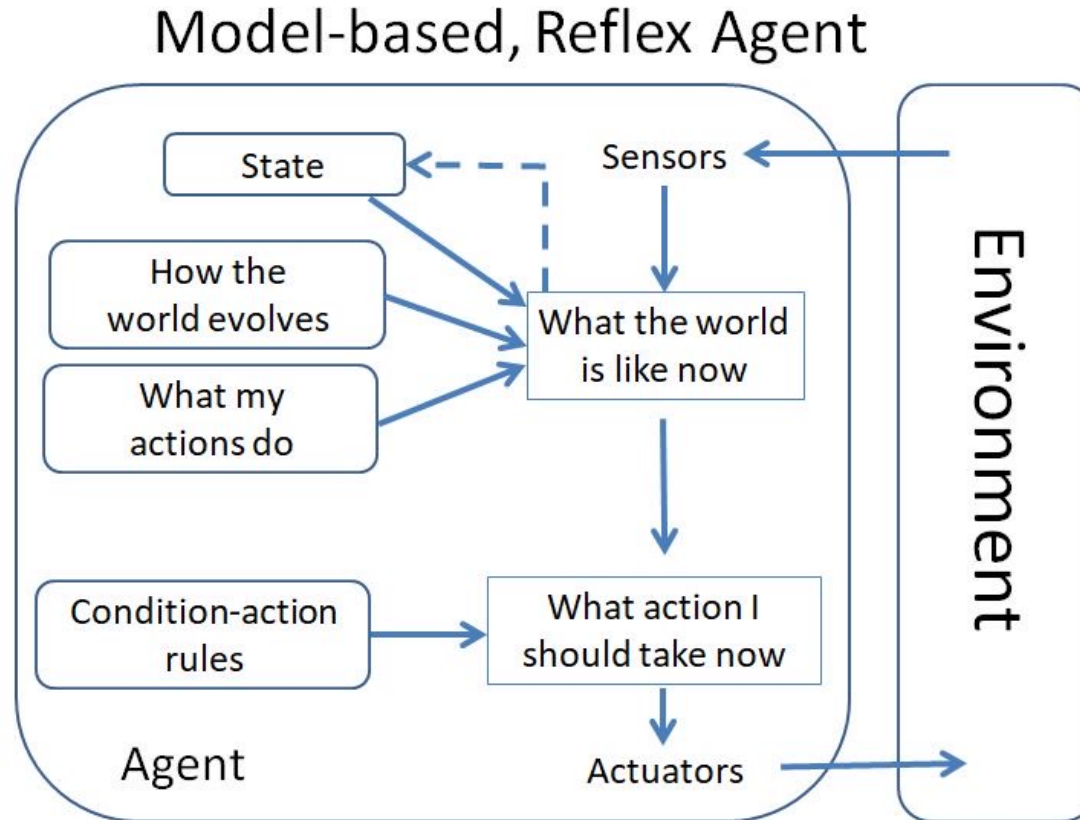 Model-based, Reflex Agent
State
Sensors
How the
world evolves
What the world
is like now
What my
actions do
Condition-action
rules
What action I
should take now
Agent
Actuators
Environment